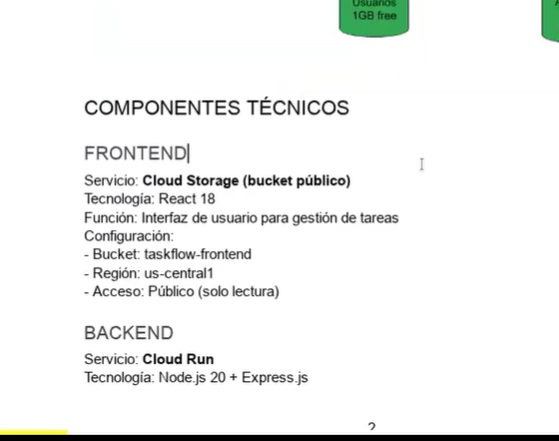 Usuarios
1GB free
COMPONENTES TÉCNICOS
FRONTEND
Servicio: Cloud Storage (bucket público)
Tecnología: React 18
Función: Interfaz de usuario para gestión de tareas
Configuración:
- Bucket: taskflow-frontend
- Región: us-central1
- Acceso: Público (solo lectura)
BACKEND
Servicio: Cloud Run
Tecnología: Node.js 20 + Express.js
2